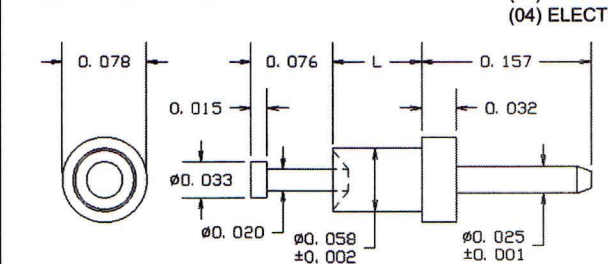 (04) ELECT
0. 078
0. 076
L
0. 157
0. 015
0. 032
ø0. 033
ø0. 020
ø0. 058
±0. 002
ø0. 025
±0. 001